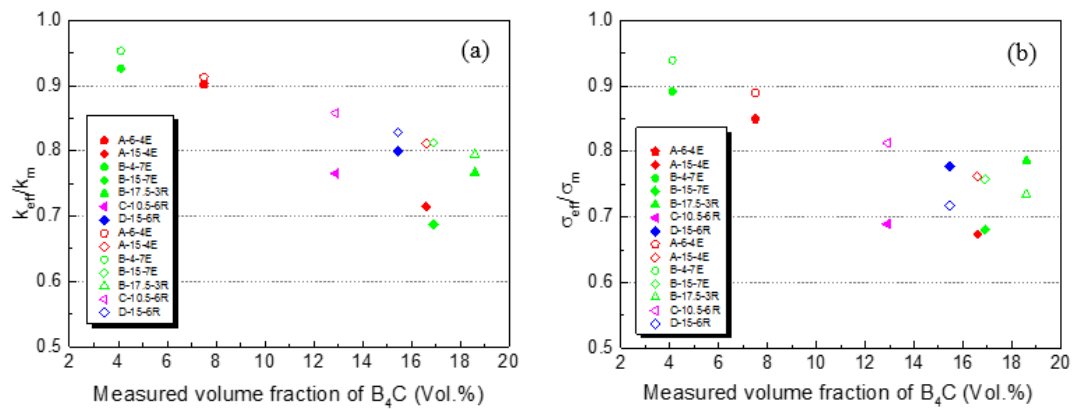 1.0
0.9
0.8
0.7
0.6
0.5
k_eff/k_m
(a)
A-6-4E
A-15-4E
B-4-7E
B-15-7E
B-17.5-3R
C-10.5-6R
D-15-6R
A-6-4E
A-15-4E
B-4-7E
B-15-7E
B-17.5-3R
C-10.5-6R
D-15-6R
2 4 6 8 10 12 14 16 18 20
Measured volume fraction of B₄C (Vol.%)
1.0
0.9
0.8
0.7
0.6
0.5
σ_eff/σ_m
(b)
A-6-4E
A-15-4E
B-4-7E
B-15-7E
B-17.5-3R
C-10.5-6R
D-15-6R
A-6-4E
A-15-4E
B-4-7E
B-15-7E
B-17.5-3R
C-10.5-6R
D-15-6R
2 4 6 8 10 12 14 16 18 20
Measured volume fraction of B₄C (Vol.%)